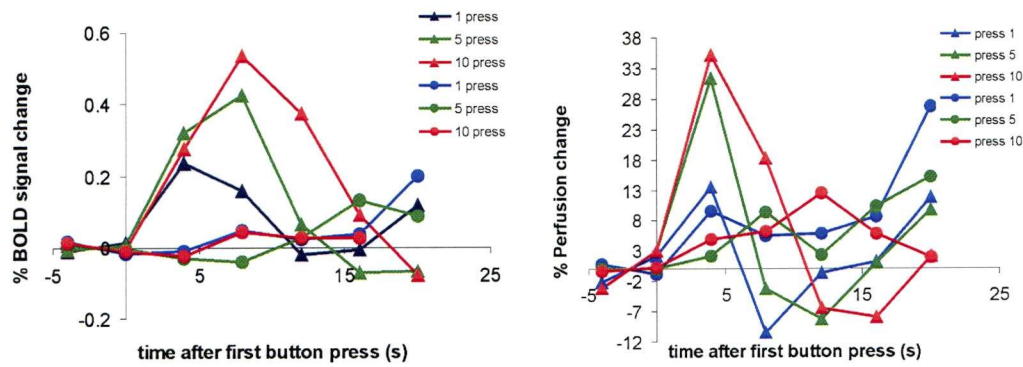 % BOLD signal change
0.6
0.4
0.2
0
-0.2
-5
5
15
25
time after first button press (s)
1 press
5 press
10 press
1 press
5 press
10 press
% Perfusion change
38
33
28
23
18
13
8
3
-2
-7
-12
-5
5
15
25
time after first button press (s)
press 1
press 5
press 10
press 1
press 5
press 10